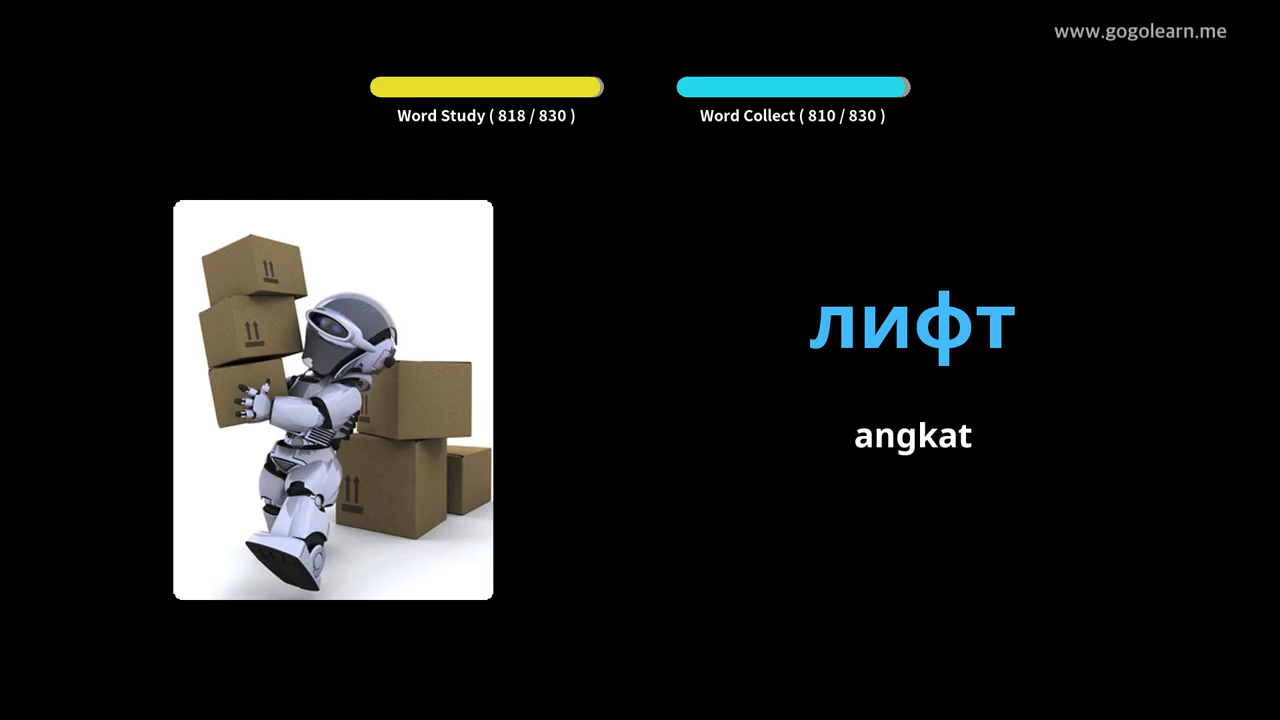 www.gogolearn.me
Word Study ( 818 / 830 )
Word Collect ( 810 / 830 )
лифт
angkat